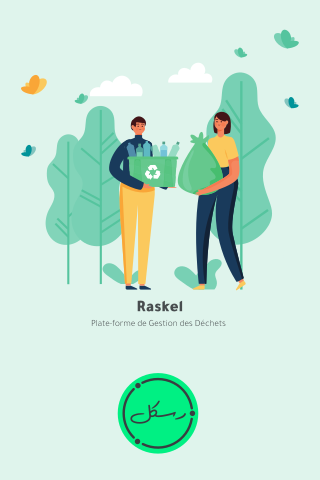 Raskel
Plate-forme de Gestion des Déchets
رسكل